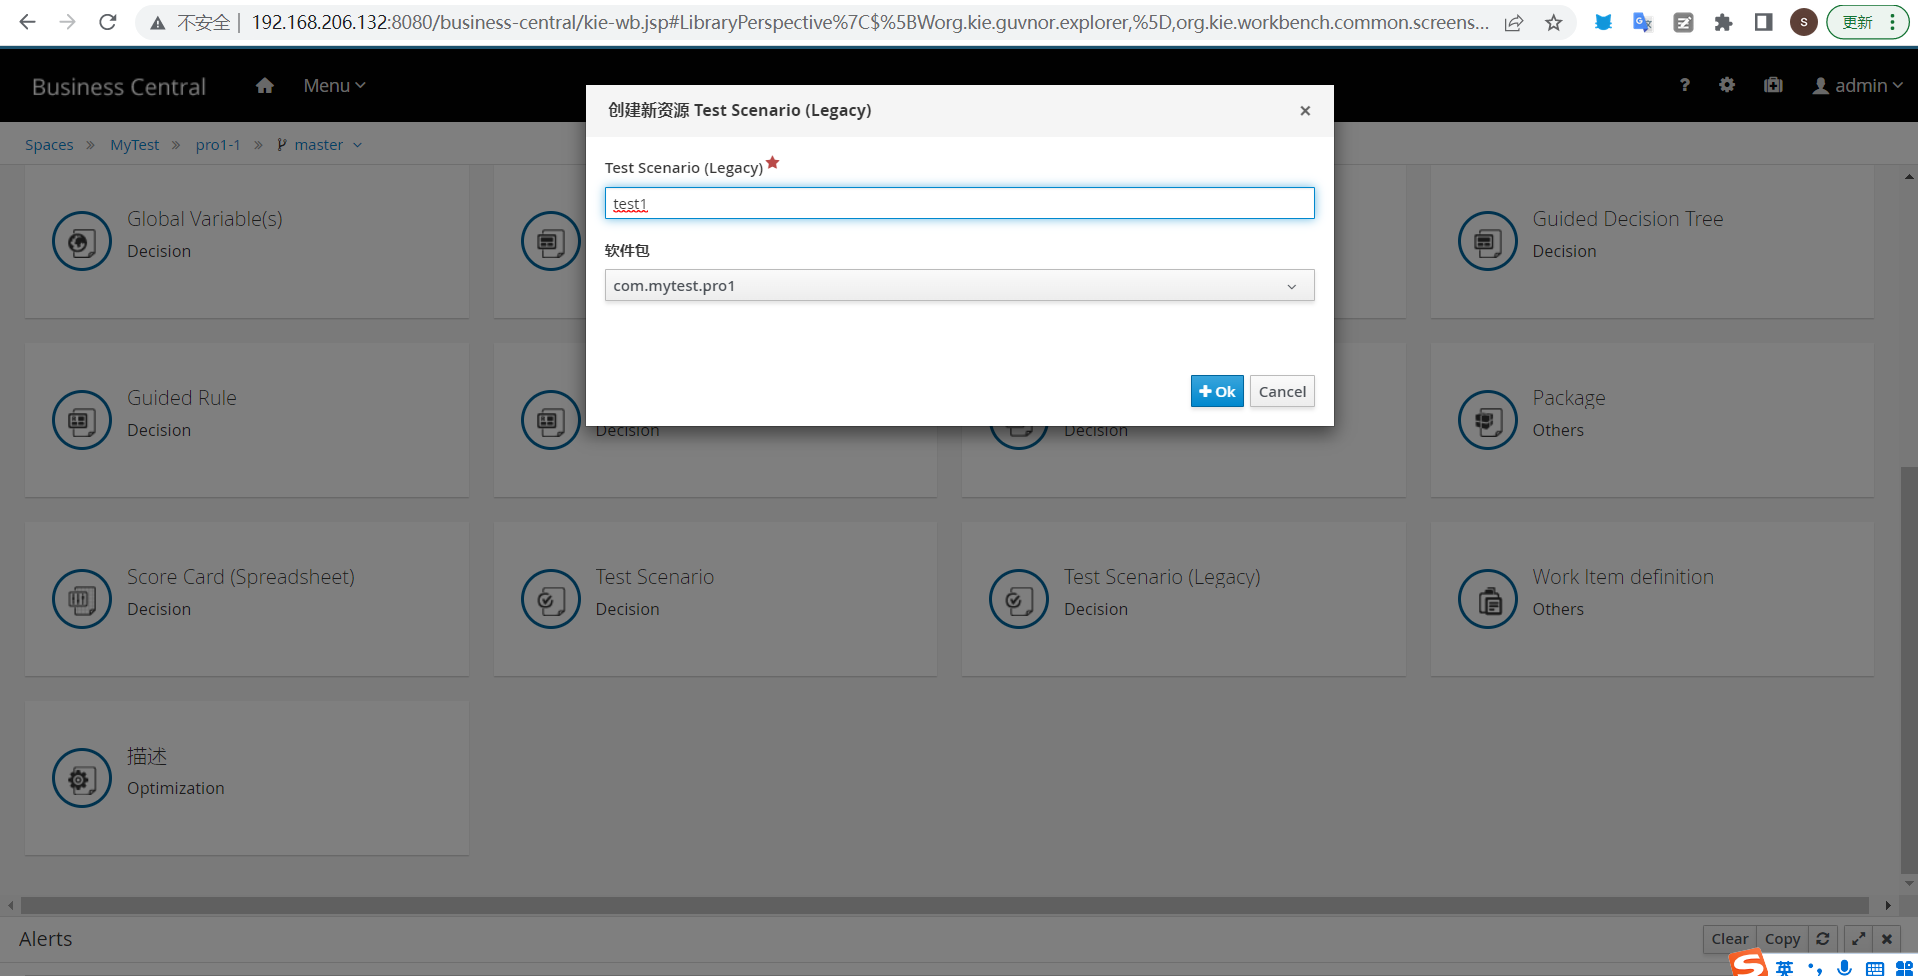 不安全 | 192.168.206.132:8080/business-central/kie-wb.jsp#LibraryPerspective%7C$%5BWorg.kie.guvnor.explorer,%5D,org.kie.workbench.common.screens...
S
更新
Business Central
Menu
?
admin
Spaces » MyTest » pro1-1 » master
创建新资源 Test Scenario (Legacy)
×
Test Scenario (Legacy)
test1
软件包
com.mytest.pro1
Ok
Cancel
Global Variable(s)
Decision
Guided Decision Tree
Decision
Guided Rule
Decision
Decision
Decision
Package
Others
Score Card (Spreadsheet)
Decision
Test Scenario
Decision
Test Scenario (Legacy)
Decision
Work Item definition
Others
描述
Optimization
Alerts
Clear
Copy
S
英